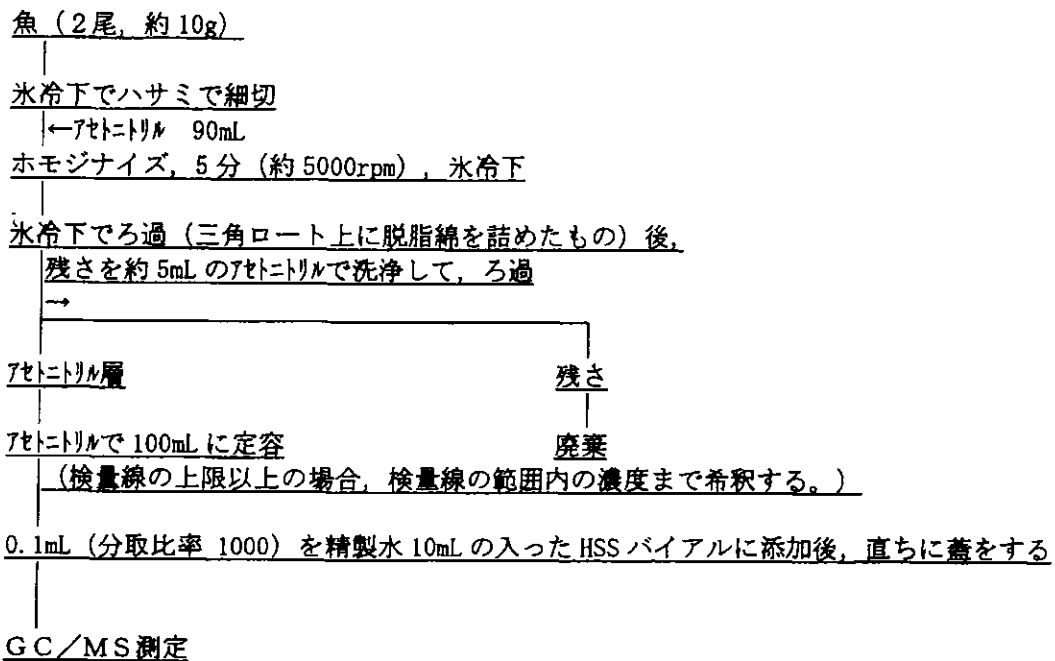 魚（２尾，約10g）
氷冷下でハサミで細切
←ｱｾﾄﾆﾄﾘﾙ 90mL
ホモジナイズ，5分（約5000rpm），氷冷下
氷冷下でろ過（三角ロート上に脱脂綿を詰めたもの）後，
残さを約5mLのｱｾﾄﾆﾄﾘﾙで洗浄して，ろ過
→
ｱｾﾄﾆﾄﾘﾙ層 残さ
ｱｾﾄﾆﾄﾘﾙで100mLに定容 廃棄
（検量線の上限以上の場合，検量線の範囲内の濃度まで希釈する。）
0.1mL（分取比率 1000）を精製水10mLの入ったHSSバイアルに添加後，直ちに蓋をする
ＧＣ／ＭＳ測定